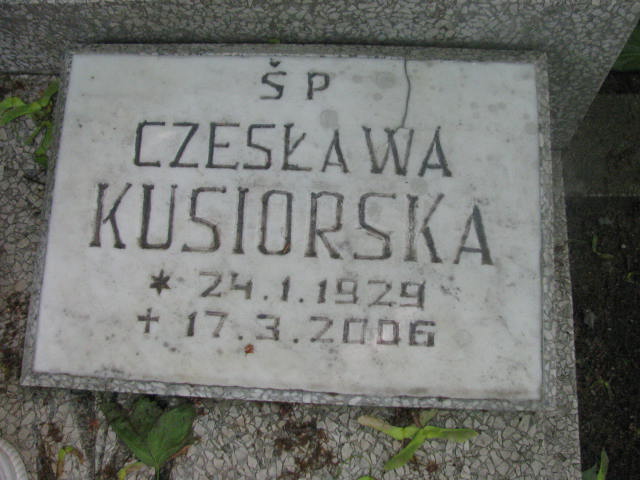 ŚP
CZESŁAWA
KUSIORSKA
* 24.1.1929
+ 17.3.2006